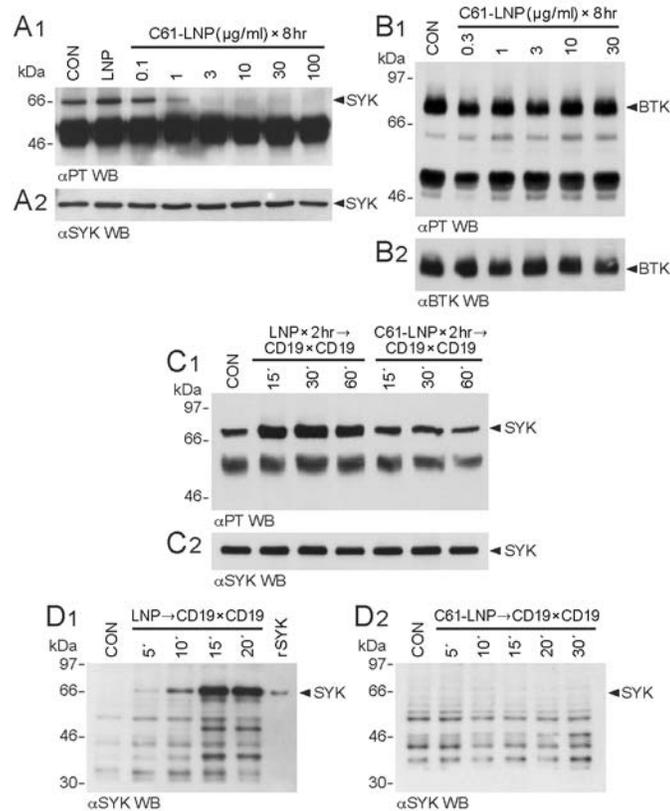 A1
C61-LNP(µg/ml)×8hr
kDa
CON
LNP
0.1
1
3
10
30
100
66-
46-
◄SYK
αPT WB
A2
◄SYK
αSYK WB
B1
C61-LNP(µg/ml)×8hr
kDa
CON
0.3
1
3
10
30
97-
66-
46-
◄BTK
αPT WB
B2
◄BTK
αBTK WB
C1
LNP×2hr→
CD19×CD19
C61-LNP×2hr→
CD19×CD19
kDa
CON
15´
30´
60´
15´
30´
60´
97-
66-
46-
◄SYK
αPT WB
C2
◄SYK
αSYK WB
D1
LNP→CD19×CD19
kDa
CON
5´
10´
15´
20´
rSYK
97-
66-
46-
30-
◄SYK
αSYK WB
D2
C61-LNP→CD19×CD19
kDa
CON
5´
10´
15´
20´
30´
97-
66-
46-
30-
◄SYK
αSYK WB